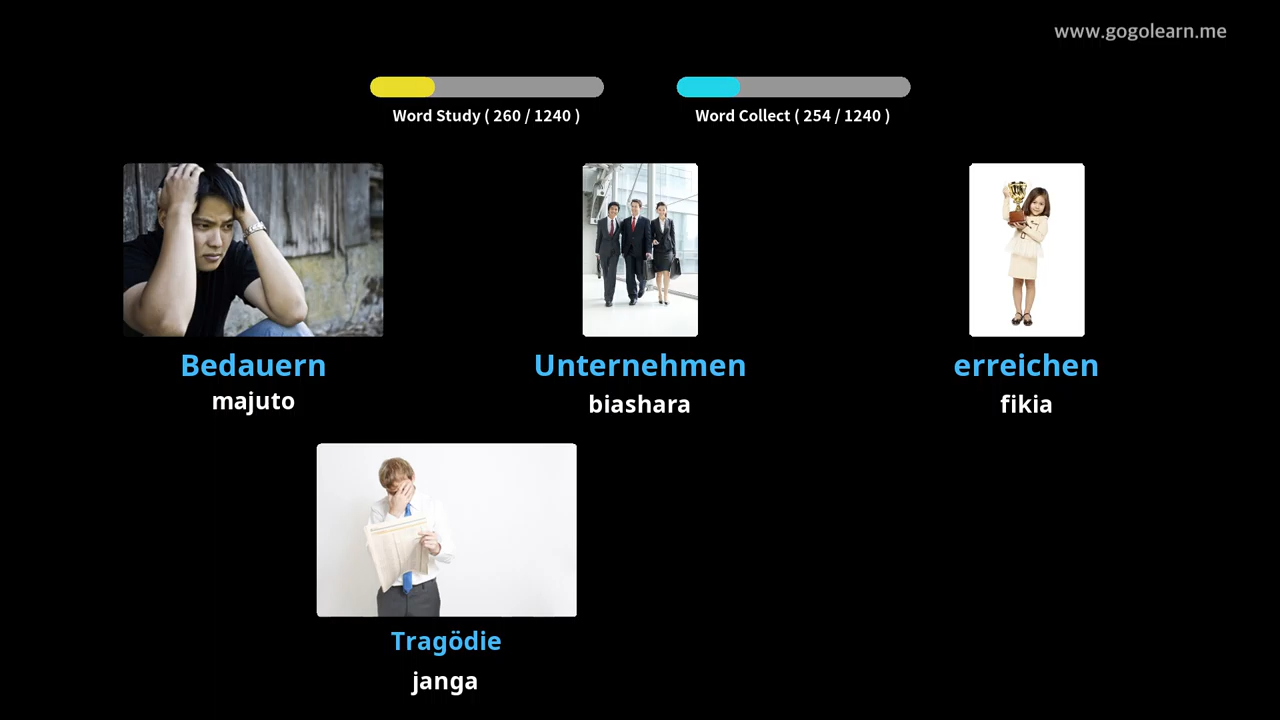 www.gogolearn.me
Word Study ( 260 / 1240 )
Word Collect ( 254 / 1240 )
Bedauern
majuto
Unternehmen
biashara
erreichen
fikia
Tragödie
janga